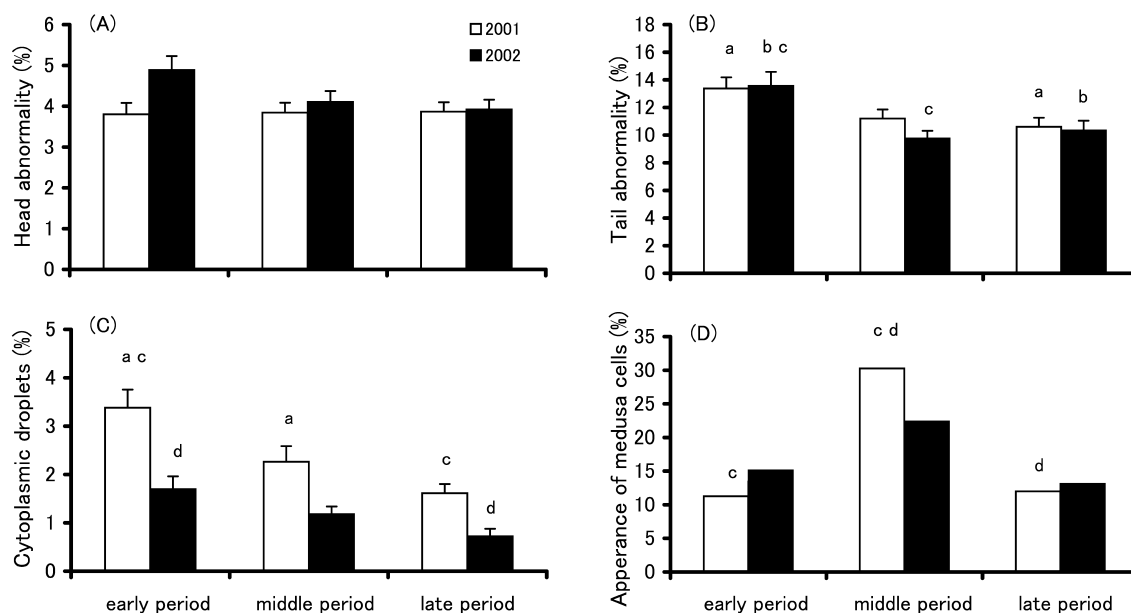 (A)
Head abnormality (%)
6
5
4
3
2
1
0
2001
2002
(B)
Tail abnormality (%)
18
16
14
12
10
8
6
4
2
0
a
b c
c
a
b
(C)
Cytoplasmic droplets (%)
5
4
3
2
1
0
a c
d
a
c
d
early period
middle period
late period
(D)
Apperance of medusa cells (%)
35
30
25
20
15
10
5
0
c
c d
d
early period
middle period
late period